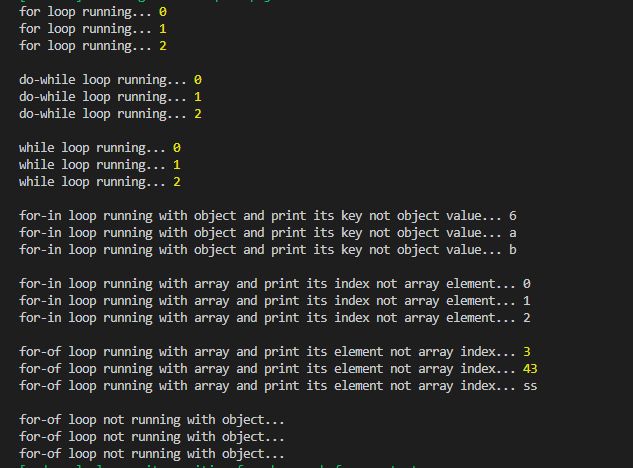 for loop running... 0
for loop running... 1
for loop running... 2
do-while loop running... 0
do-while loop running... 1
do-while loop running... 2
while loop running... 0
while loop running... 1
while loop running... 2
for-in loop running with object and print its key not object value... 6
for-in loop running with object and print its key not object value... a
for-in loop running with object and print its key not object value... b
for-in loop running with array and print its index not array element... 0
for-in loop running with array and print its index not array element... 1
for-in loop running with array and print its index not array element... 2
for-of loop running with array and print its element not array index... 3
for-of loop running with array and print its element not array index... 43
for-of loop running with array and print its element not array index... ss
for-of loop not running with object...
for-of loop not running with object...
for-of loop not running with object...